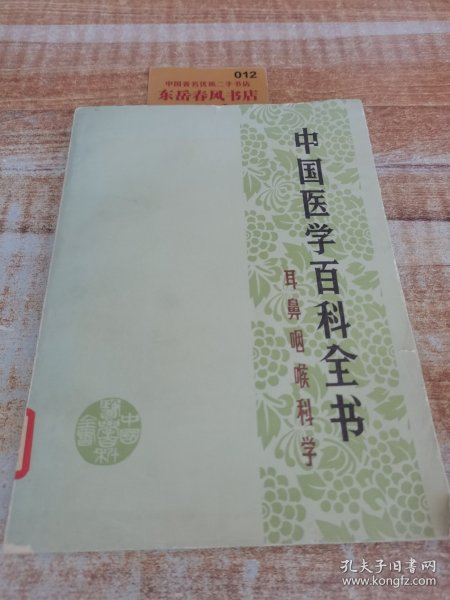 012
中国著名优质二手书店
东岳春风书店
中国医学百科全书
耳鼻咽喉科学
孔夫子旧书网
www.kongfz.com